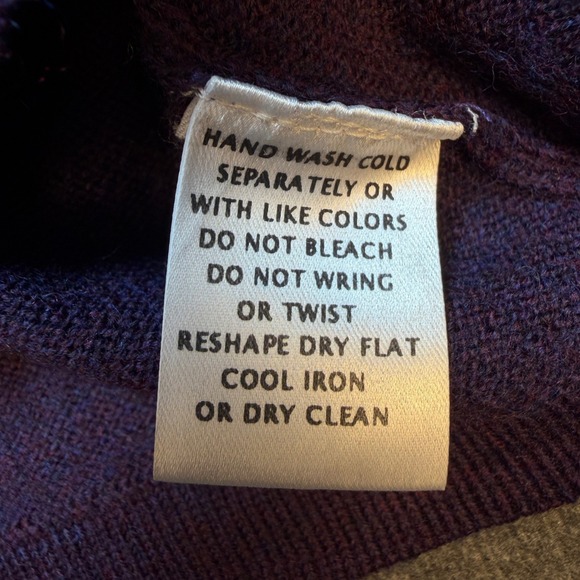 HAND WASH COLD
SEPARATELY OR
WITH LIKE COLORS
DO NOT BLEACH
DO NOT WRING
OR TWIST
RESHAPE DRY FLAT
COOL IRON
OR DRY CLEAN